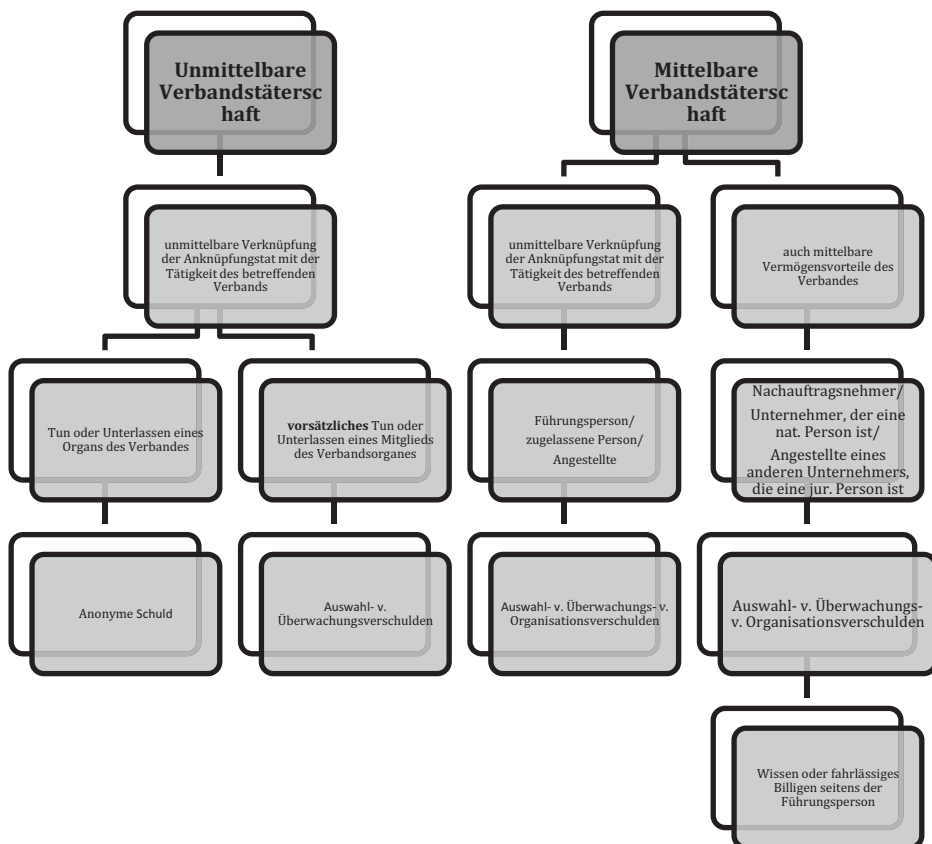 Unmittelbare
Verbandstätersc
haft
Mittelbare
Verbandstätersc
haft
unmittelbare Verknüpfung
der Anknüpfungstat mit der
Tätigkeit des betreffenden
Verbands
unmittelbare Verknüpfung
der Anknüpfungstat mit der
Tätigkeit des betreffenden
Verbands
auch mittelbare
Vermögensvorteile des
Verbandes
Tun oder Unterlassen eines
Organs des Verbandes
vorsätzliches Tun oder
Unterlassen eines Mitglieds
des Verbandsorganes
Führungsperson/
zugelassene Person/
Angestellte
Nachauftragsnehmer/
Unternehmer, der eine
nat. Person ist/
Angestellte eines
anderen Unternehmers,
die eine jur. Person ist
Anonyme Schuld
Auswahl- v.
Überwachungsverschulden
Auswahl- v. Überwachungs- v.
Organisationsverschulden
Auswahl- v. Überwachungs-
v. Organisationsverschulden
Wissen oder fahrlässiges
Billigen seitens der
Führungsperson